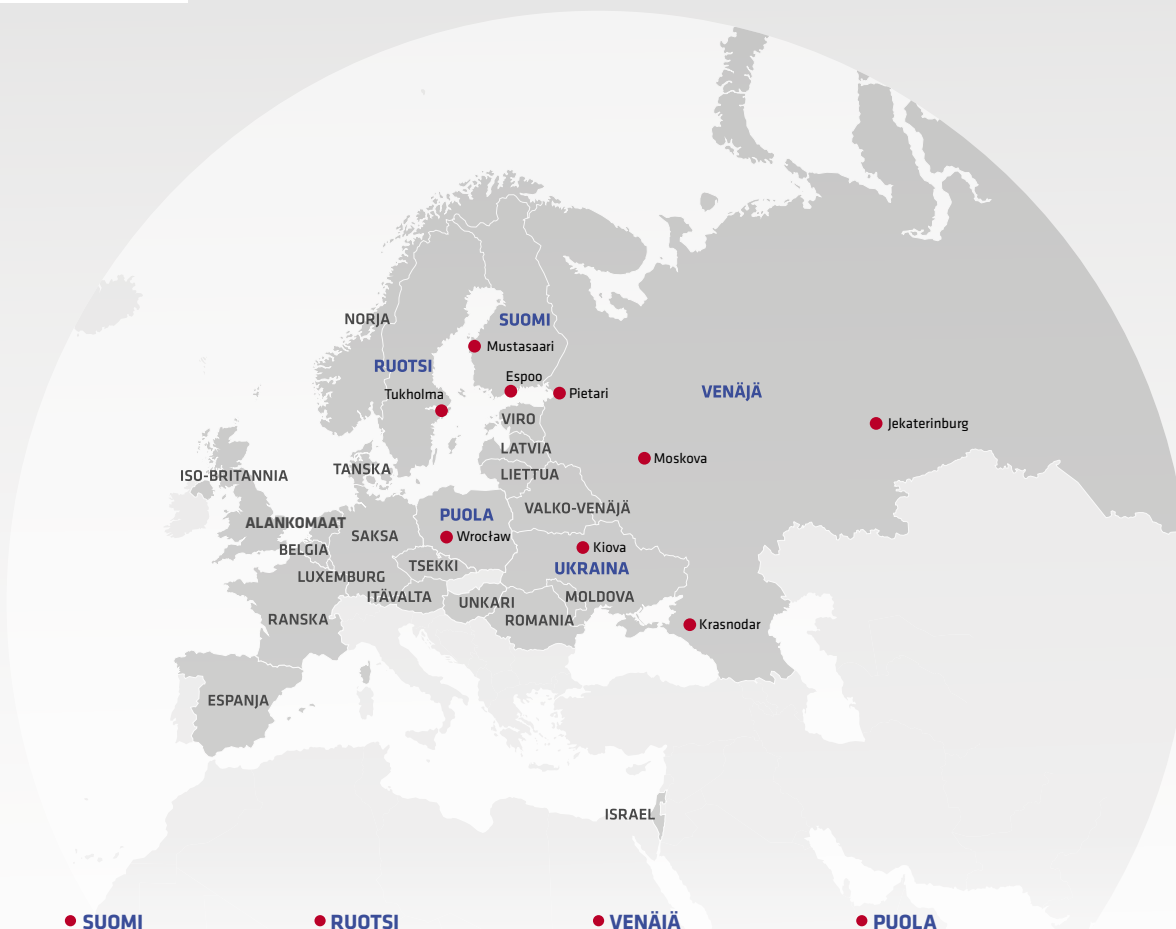 NORJA
SUOMI
Mustasaari
RUOTSI
Espoo
Tukholma
Pietari
VENÄJÄ
VIRO
Jekaterinburg
LATVIA
Moskova
TANSKA
ISO-BRITANNIA
LIETTUA
VALKO-VENÄJÄ
PUOLA
ALANKOMAAT
SAKSA
Wrocław
BELGIA
Kiova
TSEKKI
UKRAINA
LUXEMBURG
ITÄVALTA
UNKARI
MOLDOVA
RANSKA
ROMANIA
Krasnodar
ESPANJA
ISRAEL
SUOMI
RUOTSI
VENÄJÄ
PUOLA